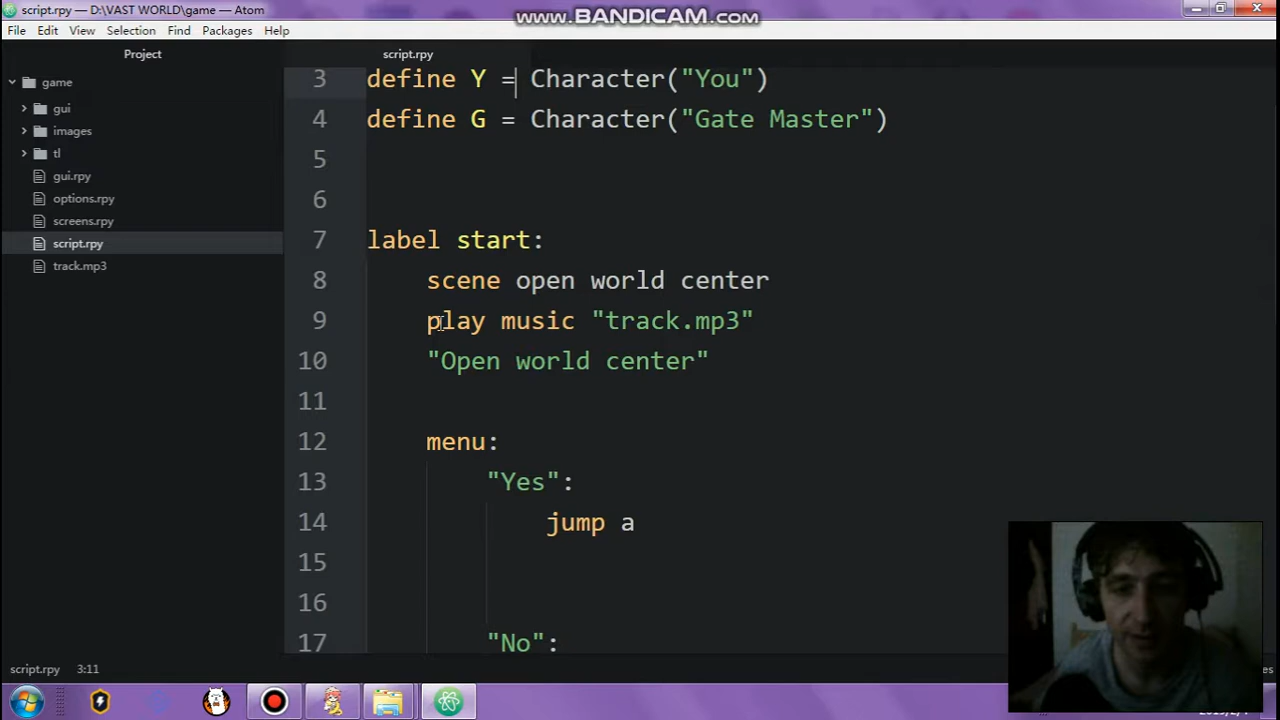 script.rpy — D:\VAST WORLD\game — Atom
www.BANDICAM.com
File Edit View Selection Find Packages Help
Project
script.rpy
game
gui
images
tl
gui.rpy
options.rpy
screens.rpy
script.rpy
track.mp3
3 define Y = Character("You")
4 define G = Character("Gate Master")
5
6
7 label start:
8 scene open world center
9 play music "track.mp3"
10 "Open world center"
11
12 menu:
13 "Yes":
14 jump a
15
16
17 "No":
script.rpy 3:11